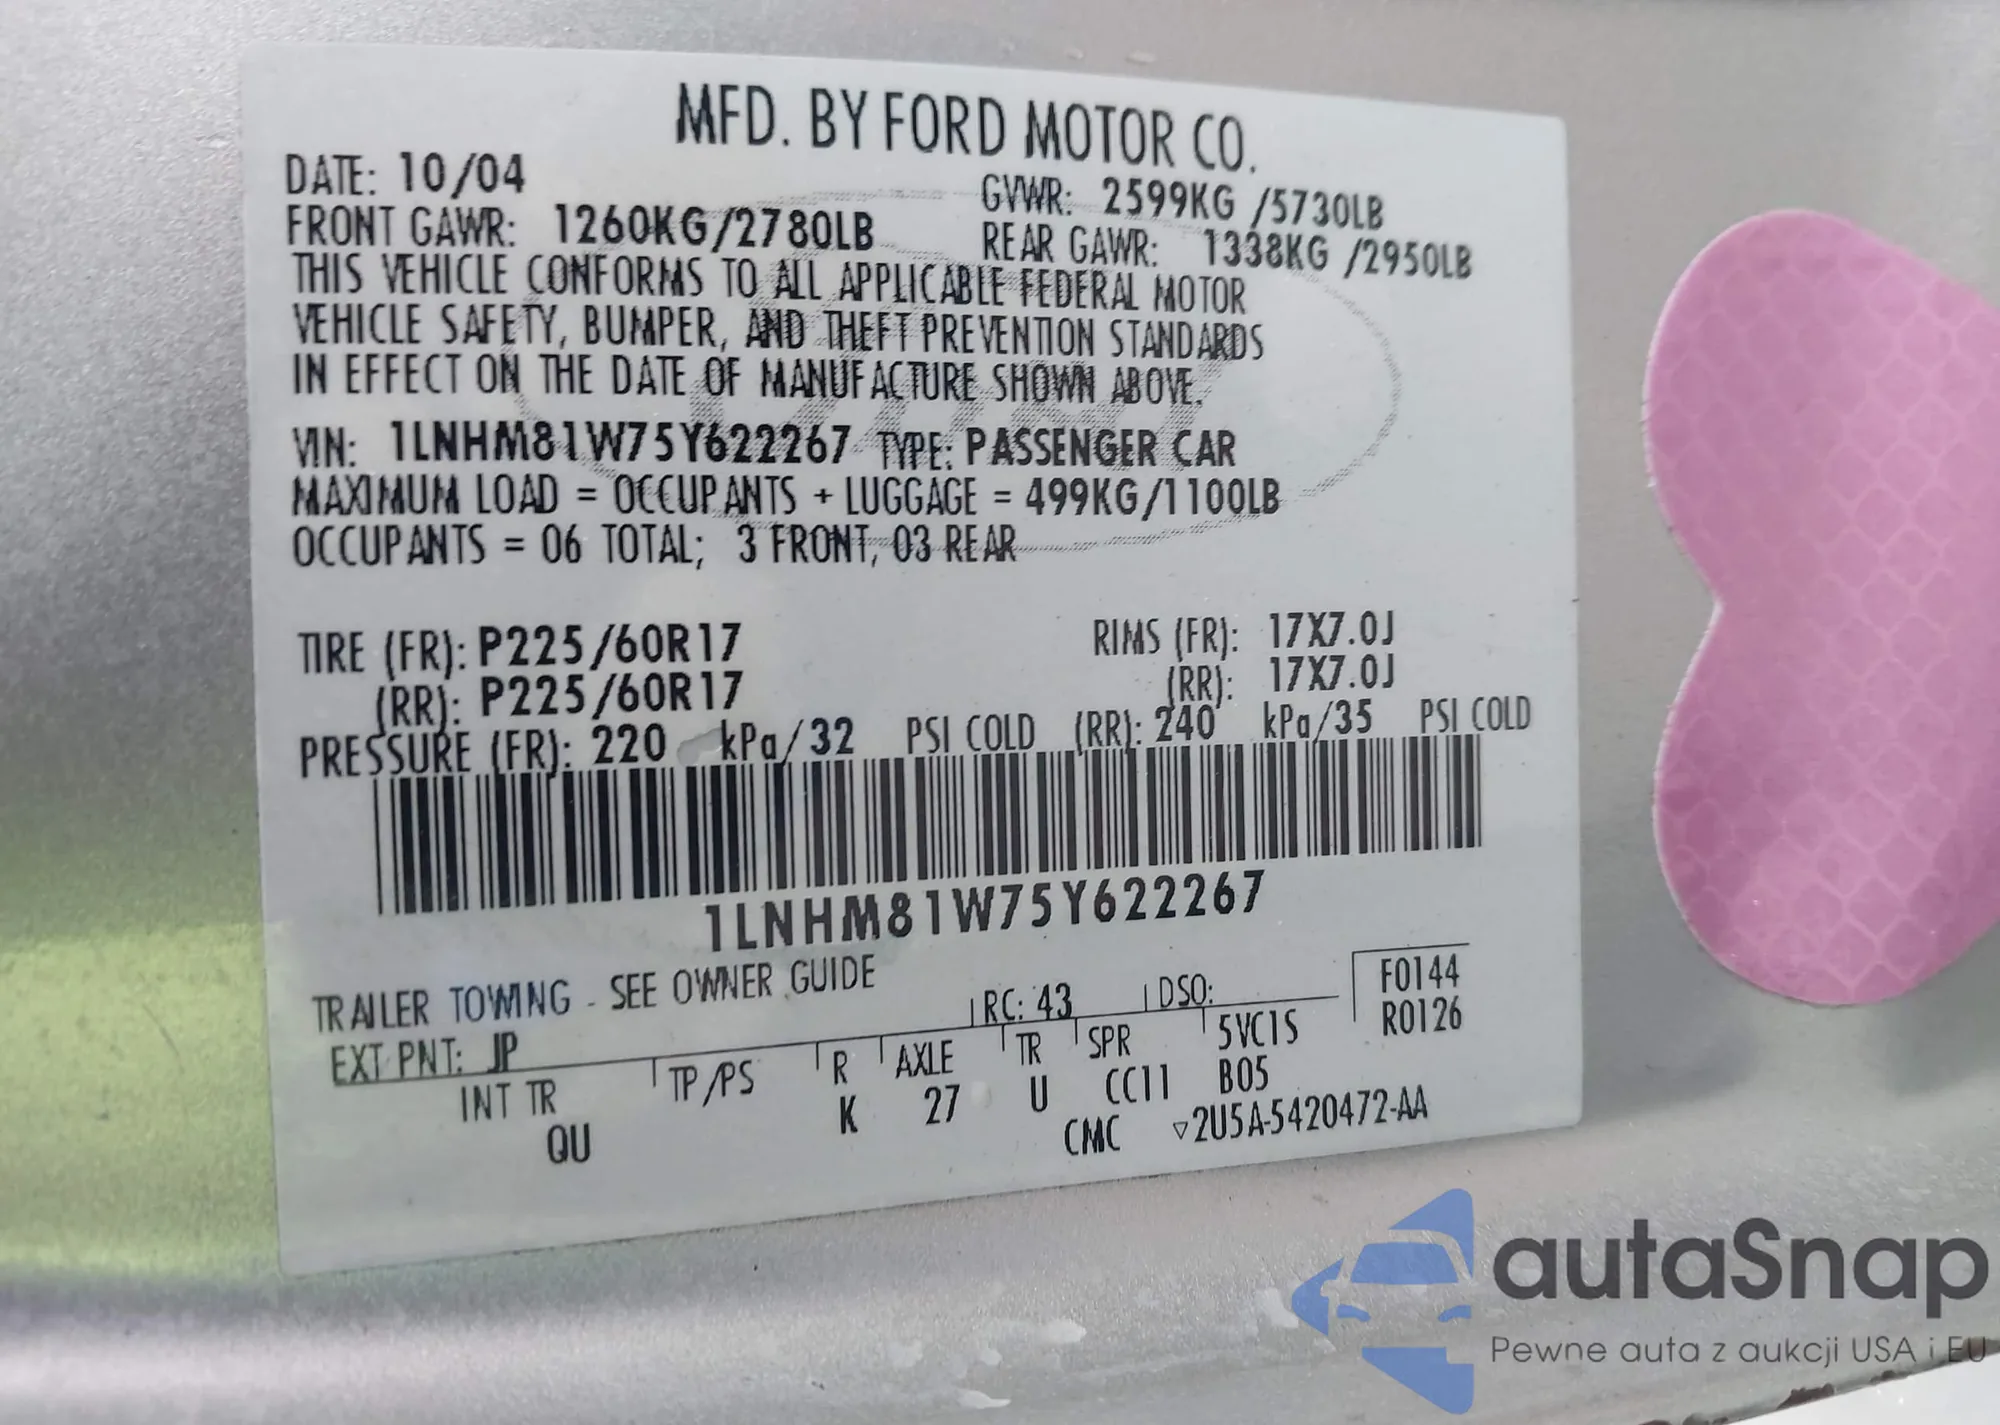 MFD. BY FORD MOTOR CO.
DATE: 10/04
GVWR: 2599KG /5730LB
FRONT GAWR: 1260KG/2780LB
REAR GAWR: 1338KG /2950LB
THIS VEHICLE CONFORMS TO ALL APPLICABLE FEDERAL MOTOR
VEHICLE SAFETY, BUMPER, AND THEFT PREVENTION STANDARDS
IN EFFECT ON THE DATE OF MANUFACTURE SHOWN ABOVE.
VIN: 1LNHM81W75Y622267 TYPE: PASSENGER CAR
MAXIMUM LOAD = OCCUPANTS + LUGGAGE = 499KG/1100LB
OCCUPANTS = 06 TOTAL; 3 FRONT, 03 REAR
TIRE (FR): P225/60R17 RIMS (FR): 17X7.0J
(RR): P225/60R17 (RR): 17X7.0J
PRESSURE (FR): 220 kPa/32 PSI COLD (RR): 240 kPa/35 PSI COLD
1LNHM81W75Y622267
TRAILER TOWING - SEE OWNER GUIDE
RC: 43 DSO: F0144
EXT PNT: JP R0126
INT TR TP/PS R AXLE TR SPR 5VC1S
QU K 27 U CC11 B05
CMC ▽2U5A-5420472-AA
autaSnap
Pewne auta z aukcji USA i EU